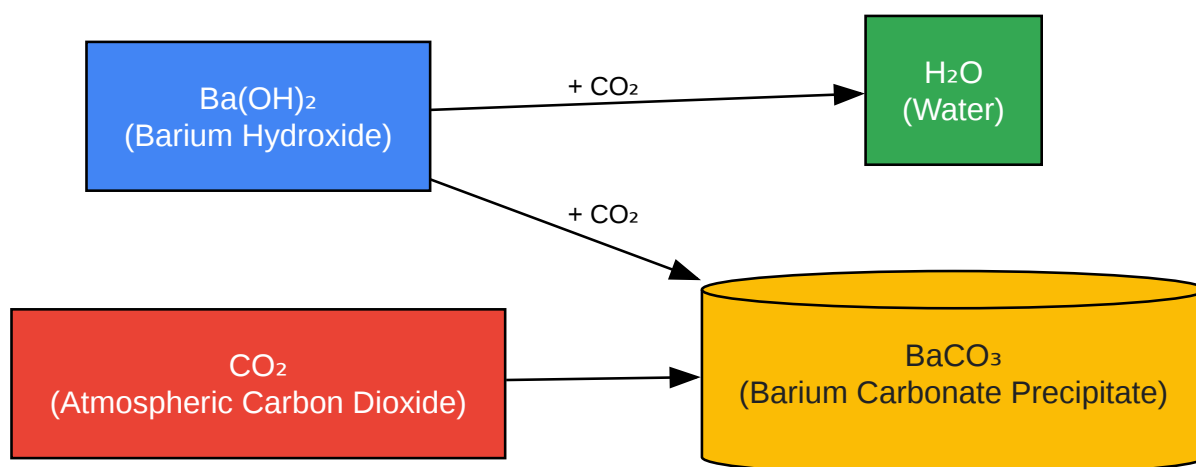 Ba(OH)₂
(Barium Hydroxide)
+ CO₂
H₂O
(Water)
+ CO₂
CO₂
(Atmospheric Carbon Dioxide)
BaCO₃
(Barium Carbonate Precipitate)